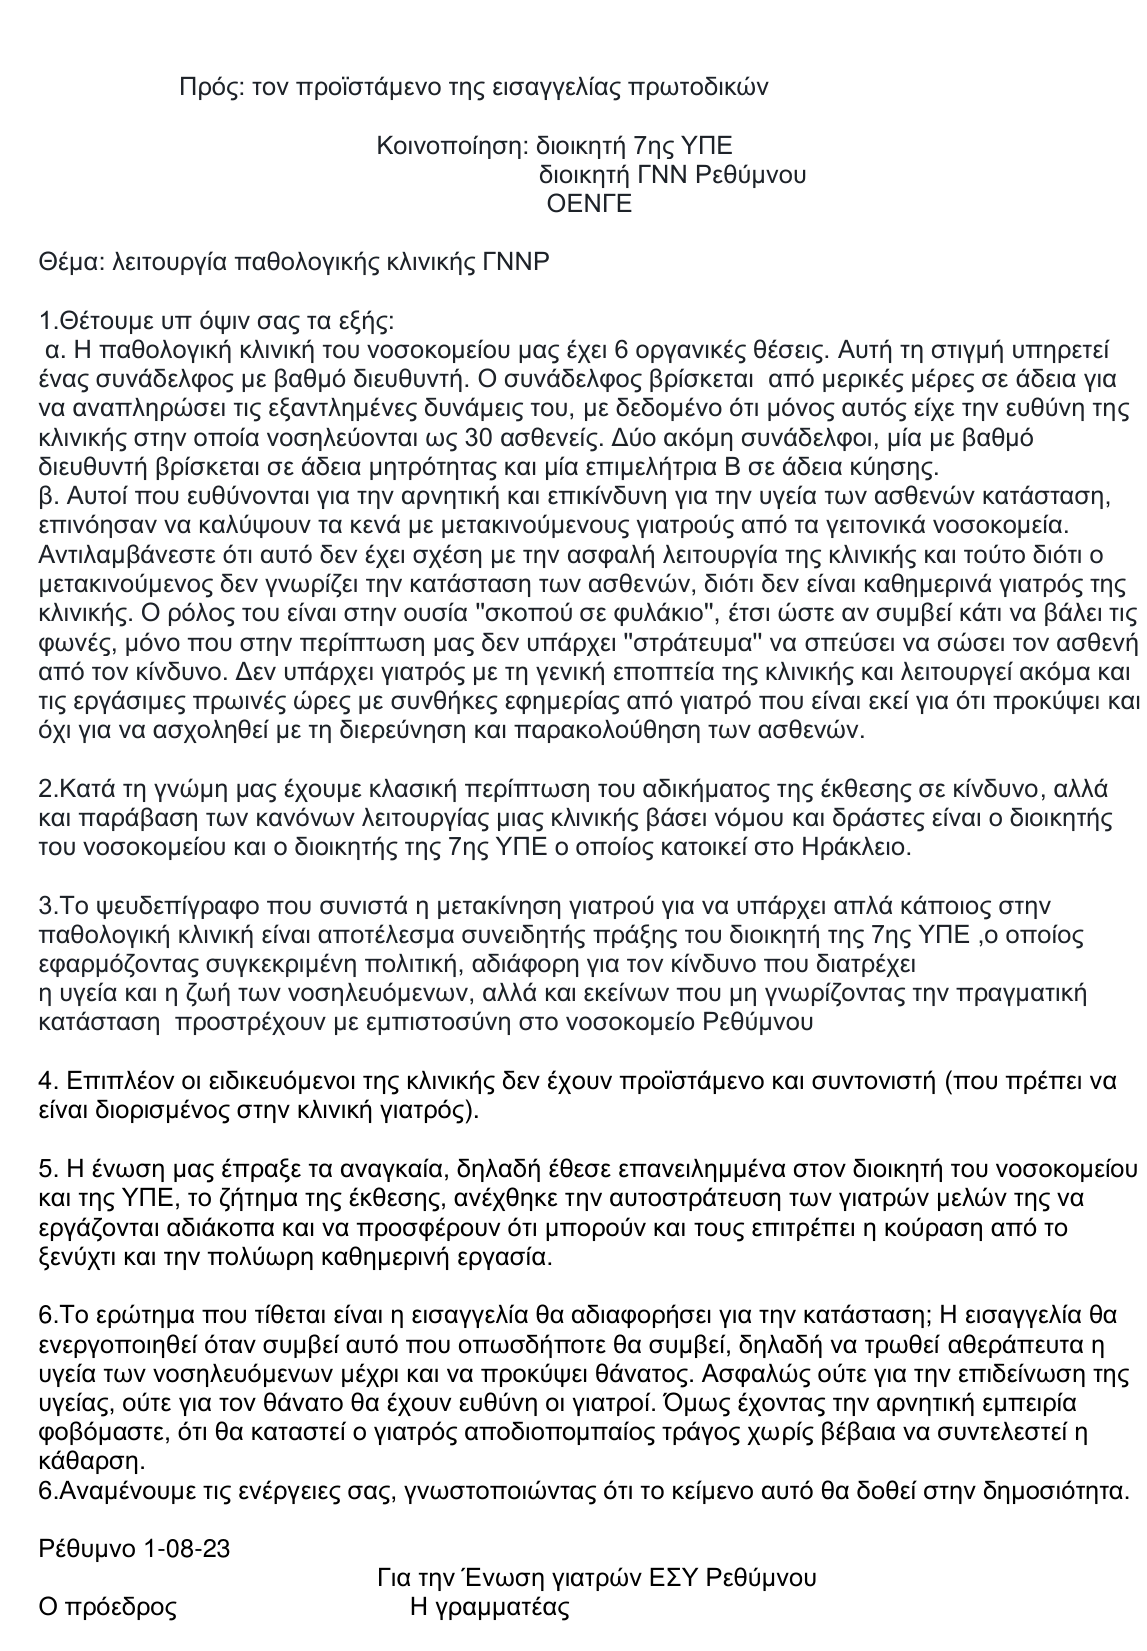 Πρός: τον προϊστάμενο της εισαγγελίας πρωτοδικών
Κοινοποίηση: διοικητή 7ης ΥΠΕ
διοικητή ΓΝΝ Ρεθύμνου
ΟΕΝΓΕ
Θέμα: λειτουργία παθολογικής κλινικής ΓΝΝΡ
1.Θέτουμε υπ όψιν σας τα εξής:
α. Η παθολογική κλινική του νοσοκομείου μας έχει 6 οργανικές θέσεις. Αυτή τη στιγμή υπηρετεί
ένας συνάδελφος με βαθμό διευθυντή. Ο συνάδελφος βρίσκεται  από μερικές μέρες σε άδεια για
να αναπληρώσει τις εξαντλημένες δυνάμεις του, με δεδομένο ότι μόνος αυτός είχε την ευθύνη της
κλινικής στην οποία νοσηλεύονται ως 30 ασθενείς. Δύο ακόμη συνάδελφοι, μία με βαθμό
διευθυντή βρίσκεται σε άδεια μητρότητας και μία επιμελήτρια Β σε άδεια κύησης.
β. Αυτοί που ευθύνονται για την αρνητική και επικίνδυνη για την υγεία των ασθενών κατάσταση,
επινόησαν να καλύψουν τα κενά με μετακινούμενους γιατρούς από τα γειτονικά νοσοκομεία.
Αντιλαμβάνεστε ότι αυτό δεν έχει σχέση με την ασφαλή λειτουργία της κλινικής και τούτο διότι ο
μετακινούμενος δεν γνωρίζει την κατάσταση των ασθενών, διότι δεν είναι καθημερινά γιατρός της
κλινικής. Ο ρόλος του είναι στην ουσία "σκοπού σε φυλάκιο", έτσι ώστε αν συμβεί κάτι να βάλει τις
φωνές, μόνο που στην περίπτωση μας δεν υπάρχει "στράτευμα" να σπεύσει να σώσει τον ασθενή
από τον κίνδυνο. Δεν υπάρχει γιατρός με τη γενική εποπτεία της κλινικής και λειτουργεί ακόμα και
τις εργάσιμες πρωινές ώρες με συνθήκες εφημερίας από γιατρό που είναι εκεί για ότι προκύψει και
όχι για να ασχοληθεί με τη διερεύνηση και παρακολούθηση των ασθενών.
2.Κατά τη γνώμη μας έχουμε κλασική περίπτωση του αδικήματος της έκθεσης σε κίνδυνο, αλλά
και παράβαση των κανόνων λειτουργίας μιας κλινικής βάσει νόμου και δράστες είναι ο διοικητής
του νοσοκομείου και ο διοικητής της 7ης ΥΠΕ ο οποίος κατοικεί στο Ηράκλειο.
3.Το ψευδεπίγραφο που συνιστά η μετακίνηση γιατρού για να υπάρχει απλά κάποιος στην
παθολογική κλινική είναι αποτέλεσμα συνειδητής πράξης του διοικητή της 7ης ΥΠΕ ,ο οποίος
εφαρμόζοντας συγκεκριμένη πολιτική, αδιάφορη για τον κίνδυνο που διατρέχει
η υγεία και η ζωή των νοσηλευόμενων, αλλά και εκείνων που μη γνωρίζοντας την πραγματική
κατάσταση  προστρέχουν με εμπιστοσύνη στο νοσοκομείο Ρεθύμνου
4. Επιπλέον οι ειδικευόμενοι της κλινικής δεν έχουν προϊστάμενο και συντονιστή (που πρέπει να
είναι διορισμένος στην κλινική γιατρός).
5. Η ένωση μας έπραξε τα αναγκαία, δηλαδή έθεσε επανειλημμένα στον διοικητή του νοσοκομείου
και της ΥΠΕ, το ζήτημα της έκθεσης, ανέχθηκε την αυτοστράτευση των γιατρών μελών της να
εργάζονται αδιάκοπα και να προσφέρουν ότι μπορούν και τους επιτρέπει η κούραση από το
ξενύχτι και την πολύωρη καθημερινή εργασία.
6.Το ερώτημα που τίθεται είναι η εισαγγελία θα αδιαφορήσει για την κατάσταση; Η εισαγγελία θα
ενεργοποιηθεί όταν συμβεί αυτό που οπωσδήποτε θα συμβεί, δηλαδή να τρωθεί αθεράπευτα η
υγεία των νοσηλευόμενων μέχρι και να προκύψει θάνατος. Ασφαλώς ούτε για την επιδείνωση της
υγείας, ούτε για τον θάνατο θα έχουν ευθύνη οι γιατροί. Όμως έχοντας την αρνητική εμπειρία
φοβόμαστε, ότι θα καταστεί ο γιατρός αποδιοπομπαίος τράγος χωρίς βέβαια να συντελεστεί η
κάθαρση.
6.Αναμένουμε τις ενέργειες σας, γνωστοποιώντας ότι το κείμενο αυτό θα δοθεί στην δημοσιότητα.
Ρέθυμνο 1-08-23
Για την Ένωση γιατρών ΕΣΥ Ρεθύμνου
Ο πρόεδρος Η γραμματέας